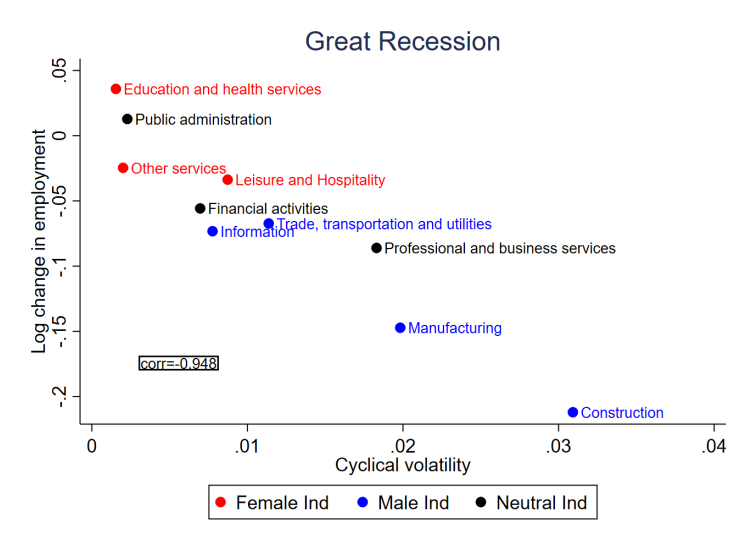 Great Recession
Log change in employment
.05
0
-.05
-.1
-.15
-.2
Education and health services
Public administration
Other services
Leisure and Hospitality
Financial activities
Trade, transportation and utilities
Information
Professional and business services
Manufacturing
corr=-0.948
Construction
0 .01 .02 .03 .04
Cyclical volatility
Female Ind Male Ind Neutral Ind